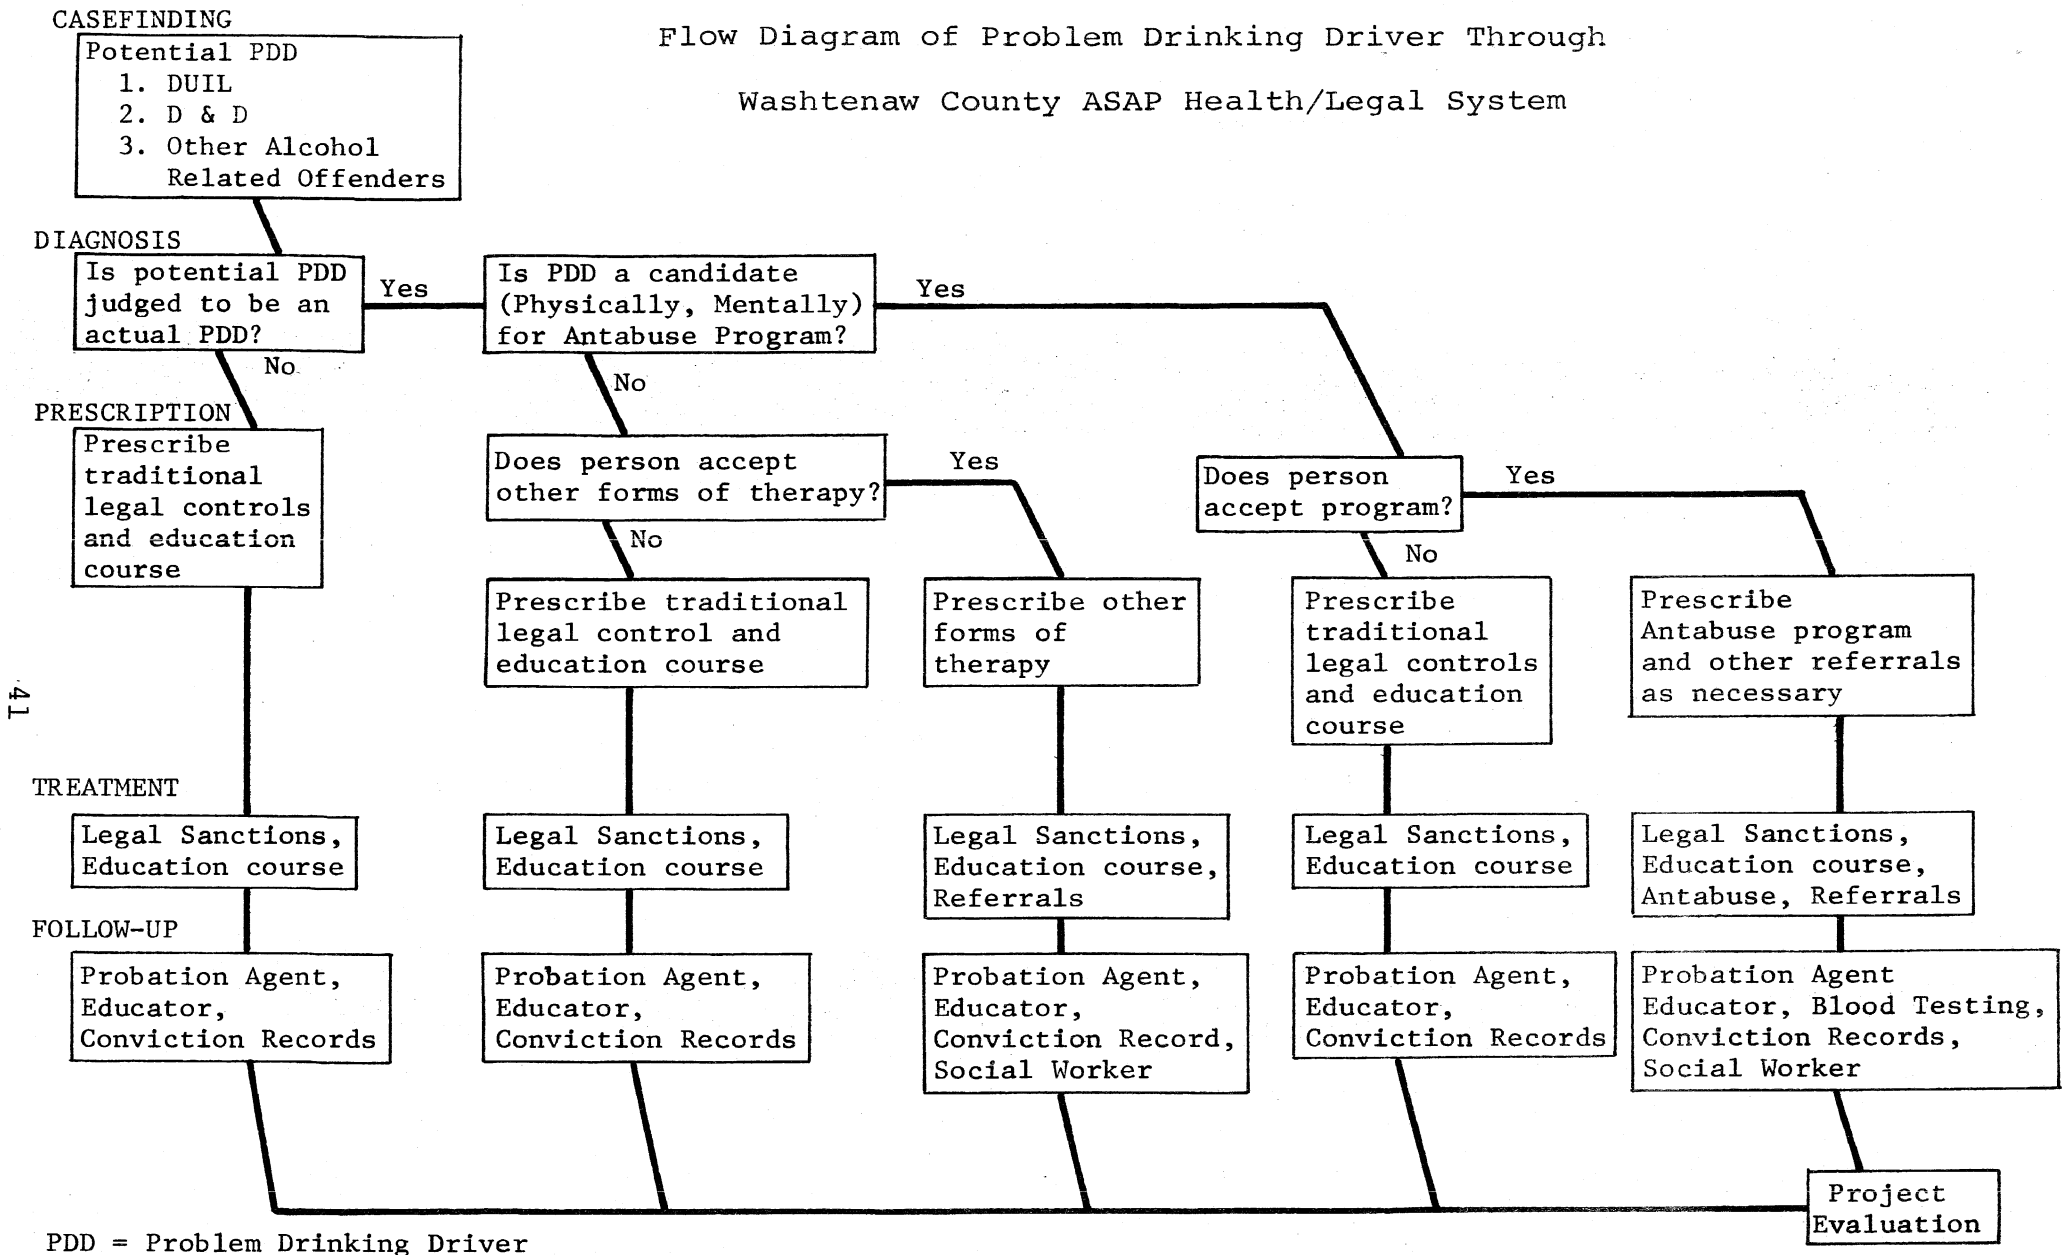 CASEFINDING
Flow Diagram of Problem Drinking Driver Through
Washtenaw County ASAP Health/Legal System
Potential PDD
1. DUIL
2. D & D
3. Other Alcohol
Related Offenders
DIAGNOSIS
Is potential PDD
judged to be an
actual PDD?
Yes
No
Is PDD a candidate
(Physically, Mentally)
for Antabuse Program?
Yes
No
PRESCRIPTION
Prescribe
traditional
legal controls
and education
course
Does person accept
other forms of therapy?
Yes
No
Does person
accept program?
Yes
No
Prescribe traditional
legal control and
education course
Prescribe other
forms of
therapy
Prescribe
traditional
legal controls
and education
course
Prescribe
Antabuse program
and other referrals
as necessary
41
TREATMENT
Legal Sanctions,
Education course
Legal Sanctions,
Education course
Legal Sanctions,
Education course,
Referrals
Legal Sanctions,
Education course
Legal Sanctions,
Education course,
Antabuse, Referrals
FOLLOW-UP
Probation Agent,
Educator,
Conviction Records
Probation Agent,
Educator,
Conviction Records
Probation Agent,
Educator,
Conviction Record,
Social Worker
Probation Agent,
Educator,
Conviction Records
Probation Agent
Educator, Blood Testing,
Conviction Records,
Social Worker
Project
Evaluation
PDD = Problem Drinking Driver